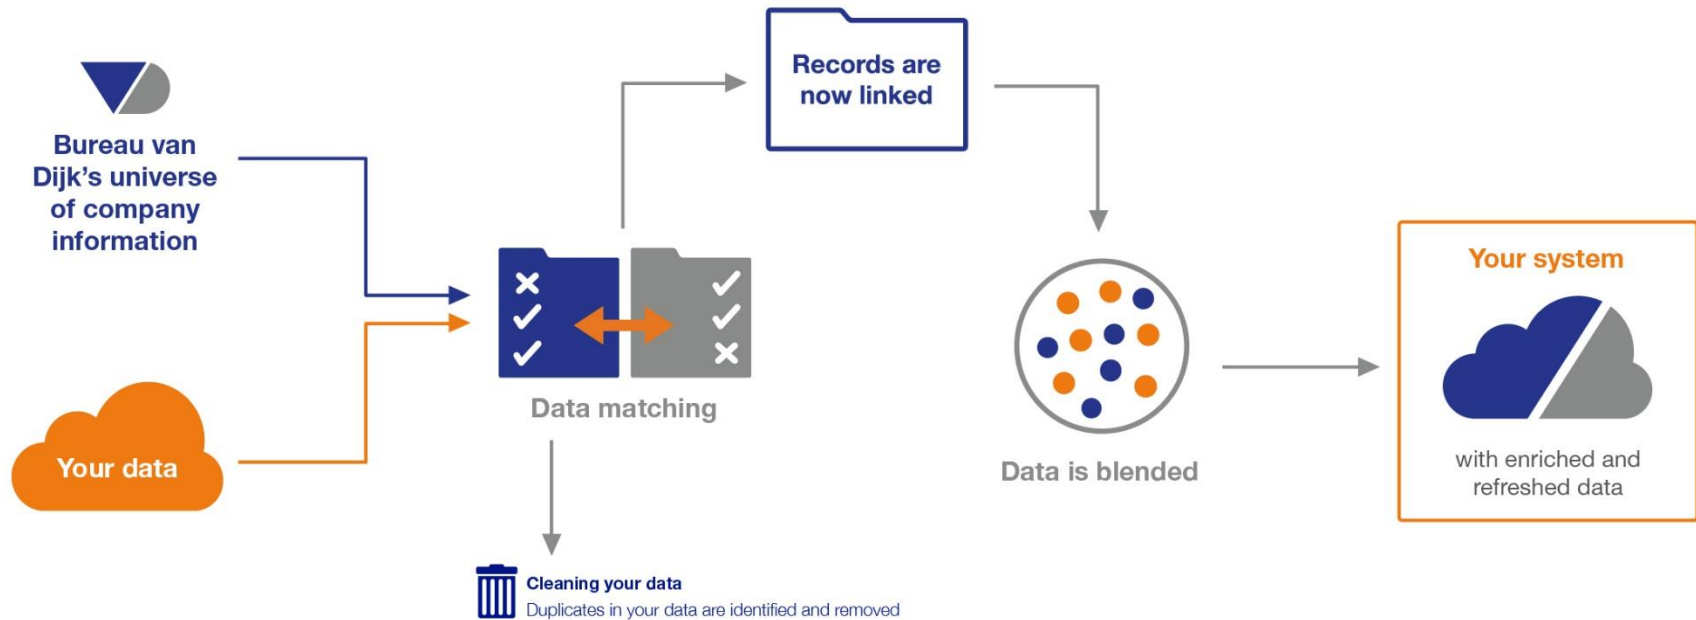 Bureau van
Dijk’s universe
of company
information
Your data
Data matching
Cleaning your data
Duplicates in your data are identified and removed
Records are
now linked
Data is blended
Your system
with enriched and
refreshed data